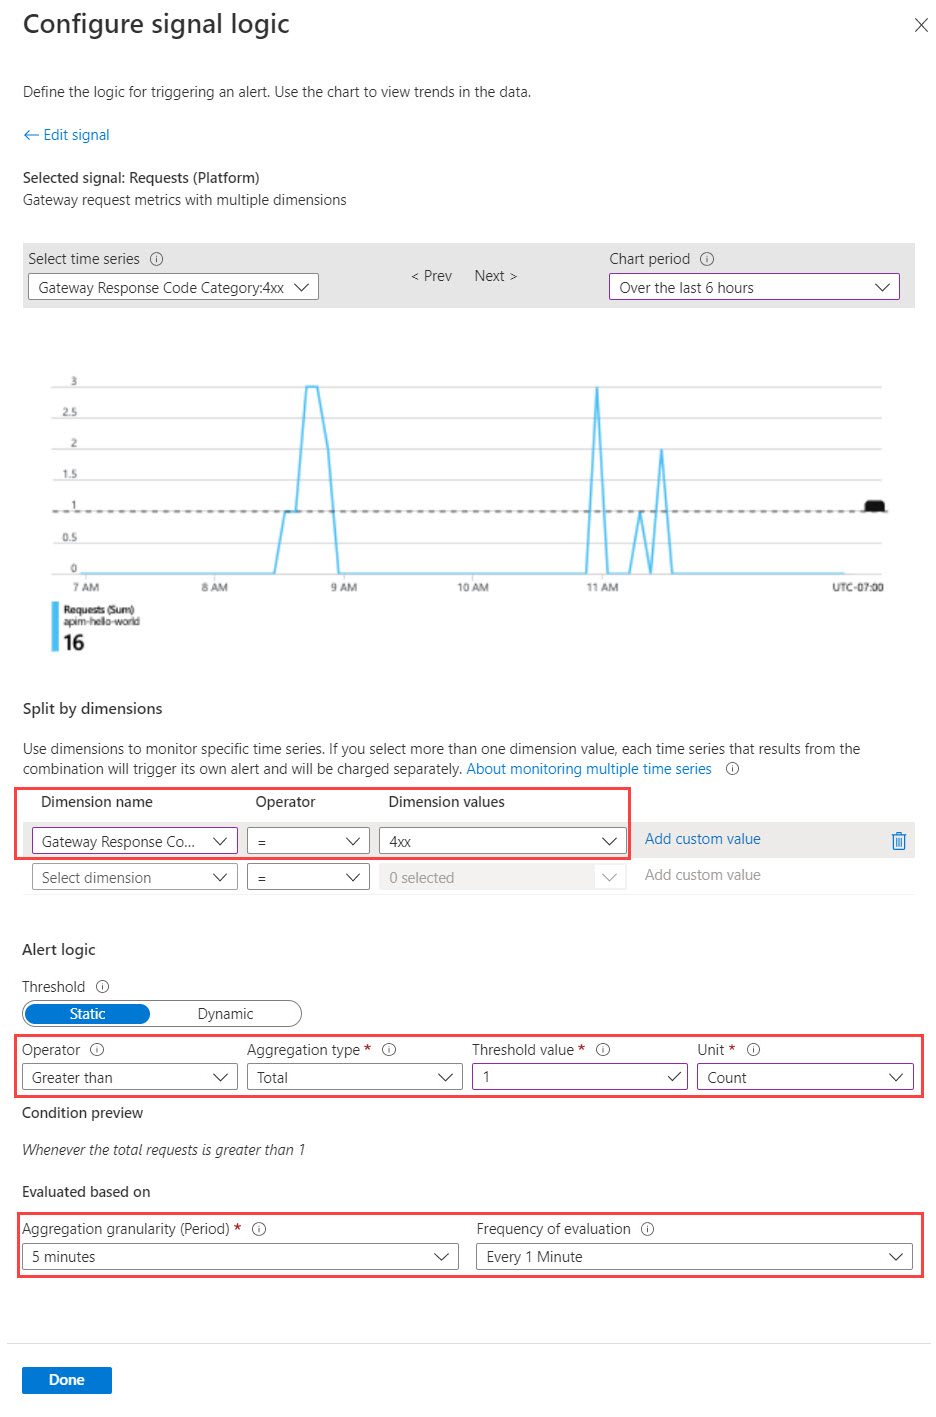 Configure signal logic
Define the logic for triggering an alert. Use the chart to view trends in the data.
← Edit signal
Selected signal: Requests (Platform)
Gateway request metrics with multiple dimensions
Select time series
Gateway Response Code Category:4xx
< Prev Next >
Chart period
Over the last 6 hours
3
2.5
2
1.5
1
0.5
0
7 AM 8 AM 9 AM 10 AM 11 AM UTC-07:00
Requests (Sum)
apim-hello-world
16
Split by dimensions
Use dimensions to monitor specific time series. If you select more than one dimension value, each time series that results from the
combination will trigger its own alert and will be charged separately. About monitoring multiple time series
Dimension name Operator Dimension values
Gateway Response Co... = 4xx Add custom value
Select dimension = 0 selected Add custom value
Alert logic
Threshold
Static Dynamic
Operator Aggregation type * Threshold value * Unit *
Greater than Total 1 Count
Condition preview
Whenever the total requests is greater than 1
Evaluated based on
Aggregation granularity (Period) * Frequency of evaluation
5 minutes Every 1 Minute
Done